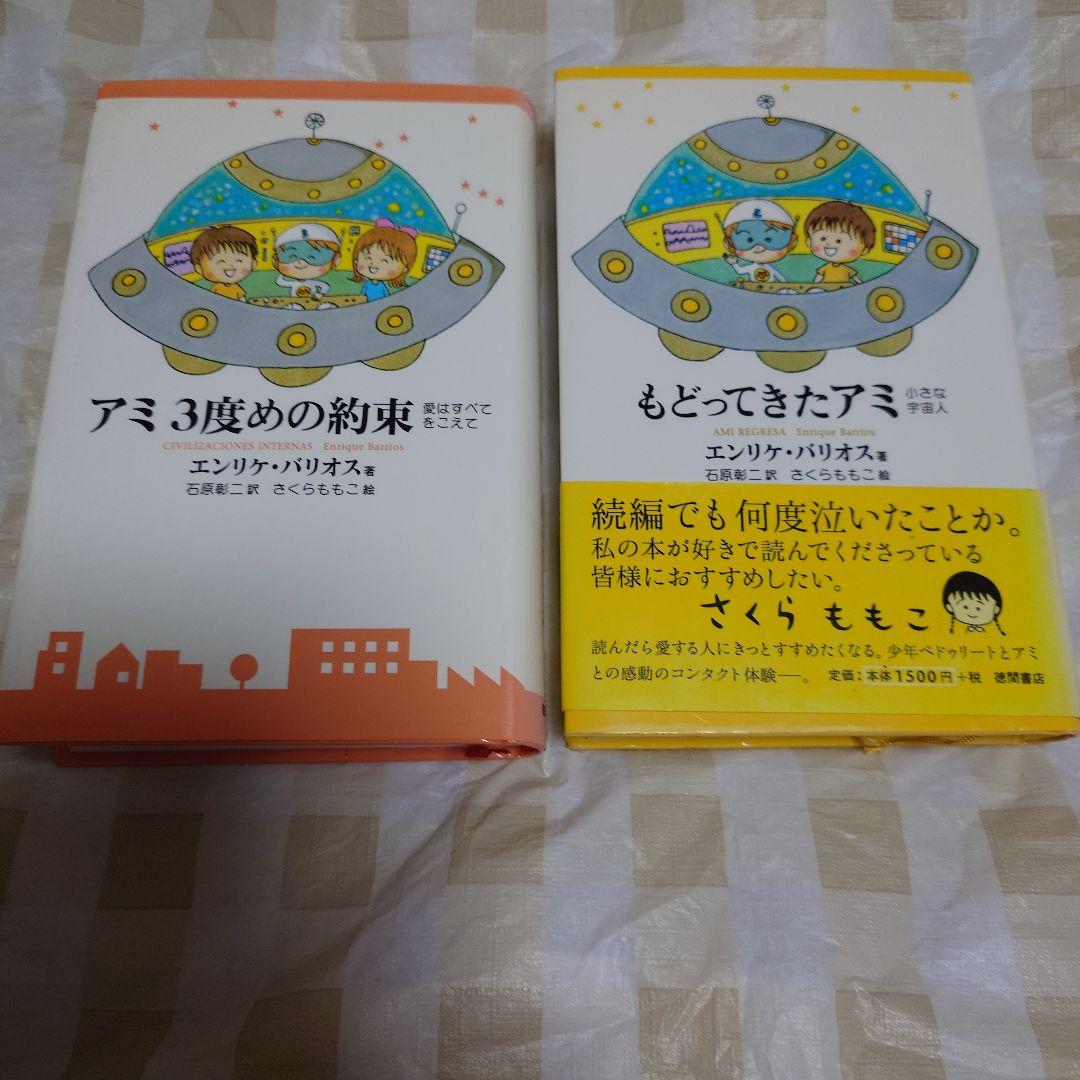 アミ 3度めの約束 愛はすべて
をこえて
CIVILIZACIONES INTERNAS Enrique Barrios
エンリケ・バリオス 著
石原彰二 訳 さくらももこ 絵
もどってきたアミ 小さな
宇宙人
AMI REGRESA Enrique Barrios
エンリケ・バリオス 著
石原彰二 訳 さくらももこ 絵
続編でも何度泣いたことか。
私の本が好きで読んでくださっている
皆様におすすめしたい。
さくらももこ
読んだら愛する人にきっとすすめたくなる。少年ペドゥリートとアミ
との感動のコンタクト体験—。 定価:本体1500円+税 徳間書店